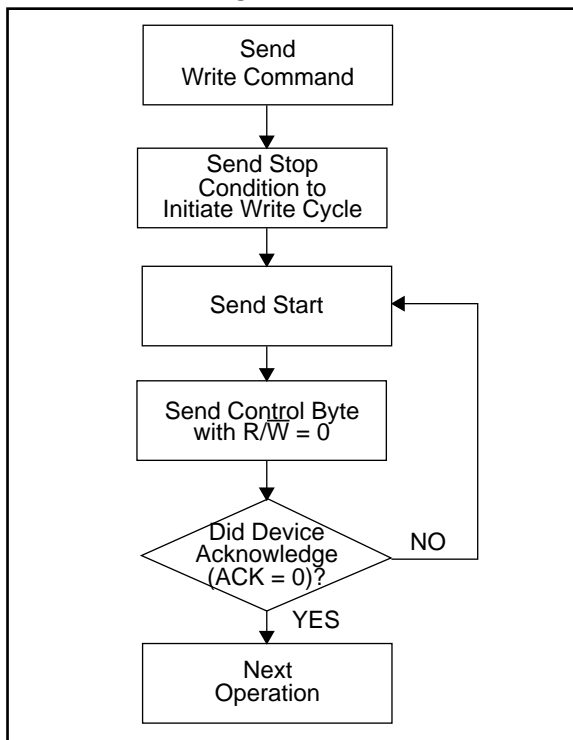 Send
Write Command
Send Stop
Condition to
Initiate Write Cycle
Send Start
Send Control Byte
with R/W̅ = 0
Did Device
Acknowledge
(ACK = 0)?
NO
YES
Next
Operation